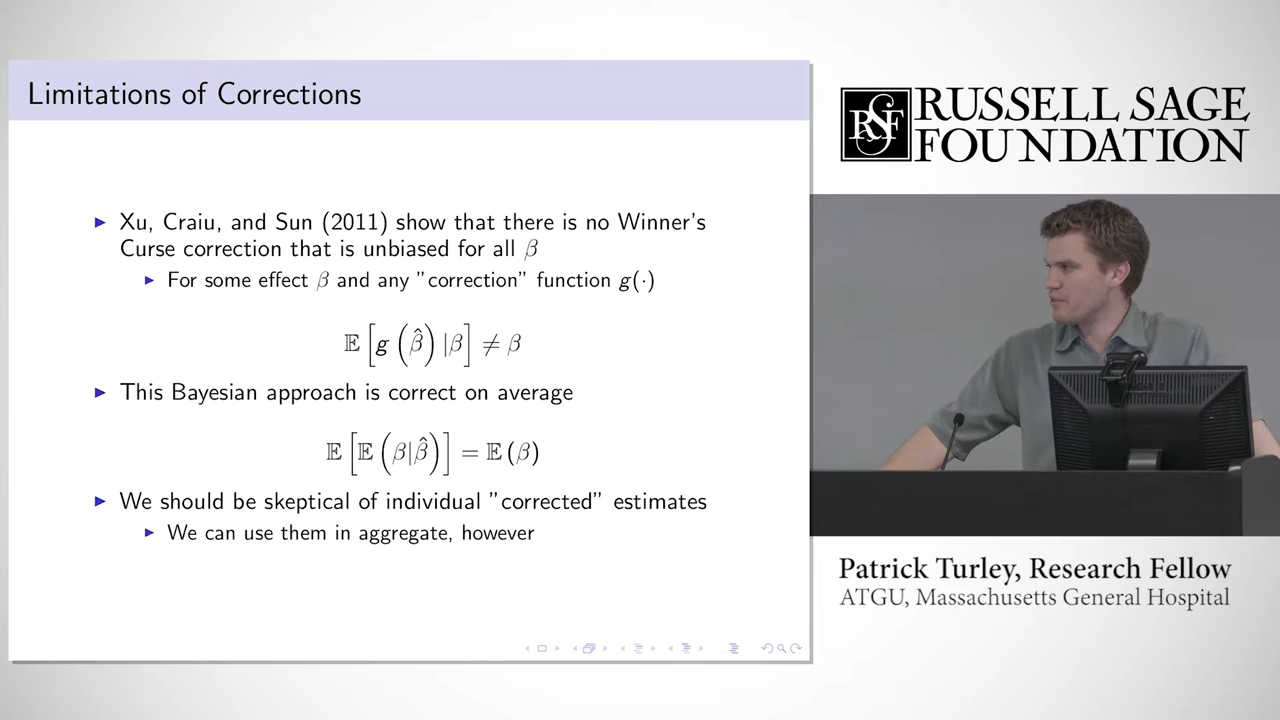 Limitations of Corrections
Xu, Craiu, and Sun (2011) show that there is no Winner's
Curse correction that is unbiased for all β
For some effect β and any "correction" function g(·)
𝔼 [g (β̂) |β] ≠ β
This Bayesian approach is correct on average
𝔼 [𝔼 (β|β̂)] = 𝔼 (β)
We should be skeptical of individual "corrected" estimates
We can use them in aggregate, however
RSF
RUSSELL SAGE
FOUNDATION
Patrick Turley, Research Fellow
ATGU, Massachusetts General Hospital